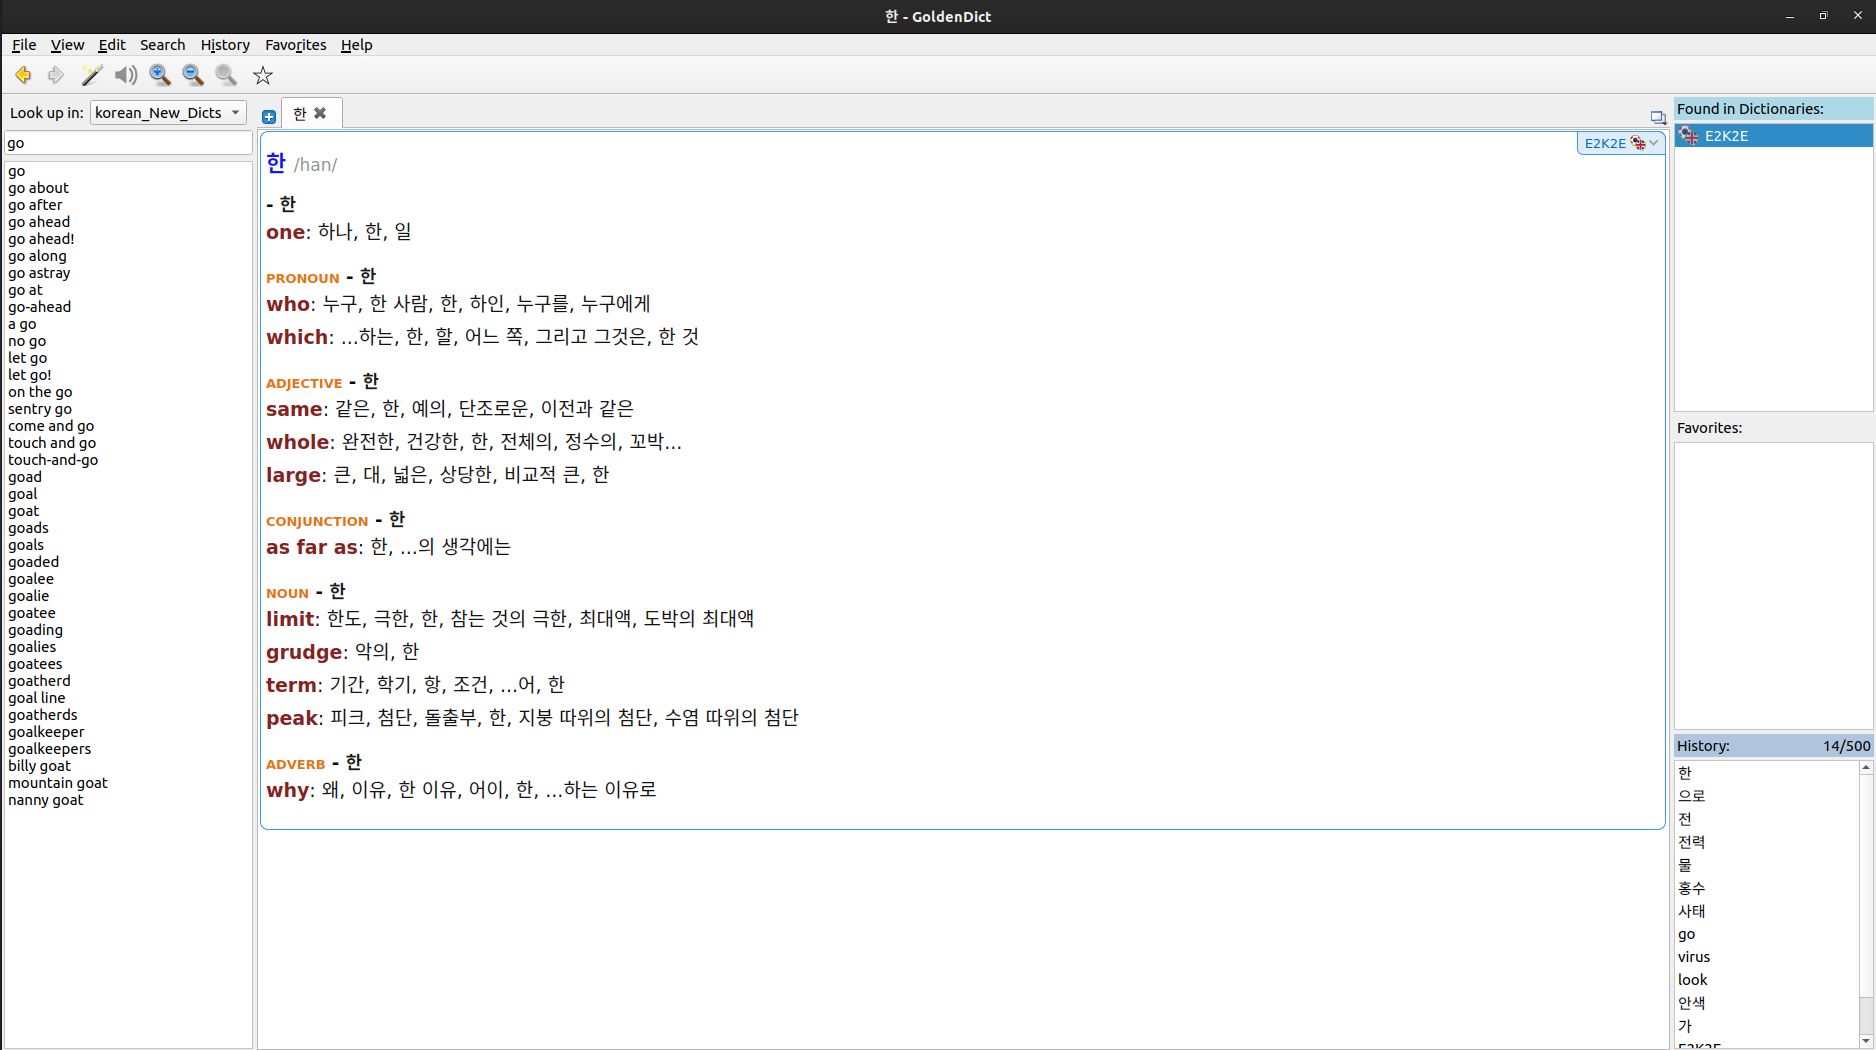 한 - GoldenDict
File View Edit Search History Favorites Help
Look up in: korean_New_Dicts
go
go
go about
go after
go ahead
go ahead!
go along
go astray
go at
go-ahead
a go
no go
let go
let go!
on the go
sentry go
come and go
touch and go
touch-and-go
goad
goal
goat
goads
goals
goaded
goalee
goalie
goatee
goading
goalies
goatees
goatherd
goal line
goatherds
goalkeeper
goalkeepers
billy goat
mountain goat
nanny goat
한
E2K2E
한 /han/
- 한
one: 하나, 한, 일
PRONOUN - 한
who: 누구, 한 사람, 한, 하인, 누구를, 누구에게
which: ...하는, 한, 할, 어느 쪽, 그리고 그것은, 한 것
ADJECTIVE - 한
same: 같은, 한, 예의, 단조로운, 이전과 같은
whole: 완전한, 건강한, 한, 전체의, 정수의, 꼬박...
large: 큰, 대, 넓은, 상당한, 비교적 큰, 한
CONJUNCTION - 한
as far as: 한, ...의 생각에는
NOUN - 한
limit: 한도, 극한, 한, 참는 것의 극한, 최대액, 도박의 최대액
grudge: 악의, 한
term: 기간, 학기, 항, 조건, ...어, 한
peak: 피크, 첨단, 돌출부, 한, 지붕 따위의 첨단, 수염 따위의 첨단
ADVERB - 한
why: 왜, 이유, 한 이유, 어이, 한, ...하는 이유로
Found in Dictionaries:
E2K2E
Favorites:
History: 14/500
한
으로
전
전력
물
홍수
사태
go
virus
look
안색
가
E2K2E